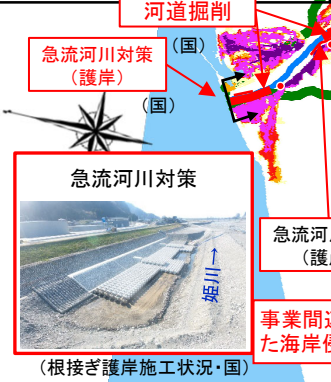 河道掘削
急流河川対策
(護岸)
(国)
(国)
急流河川対策
姫川→
(根接ぎ護岸施工状況・国)
急流河
(護
事業間
た海岸